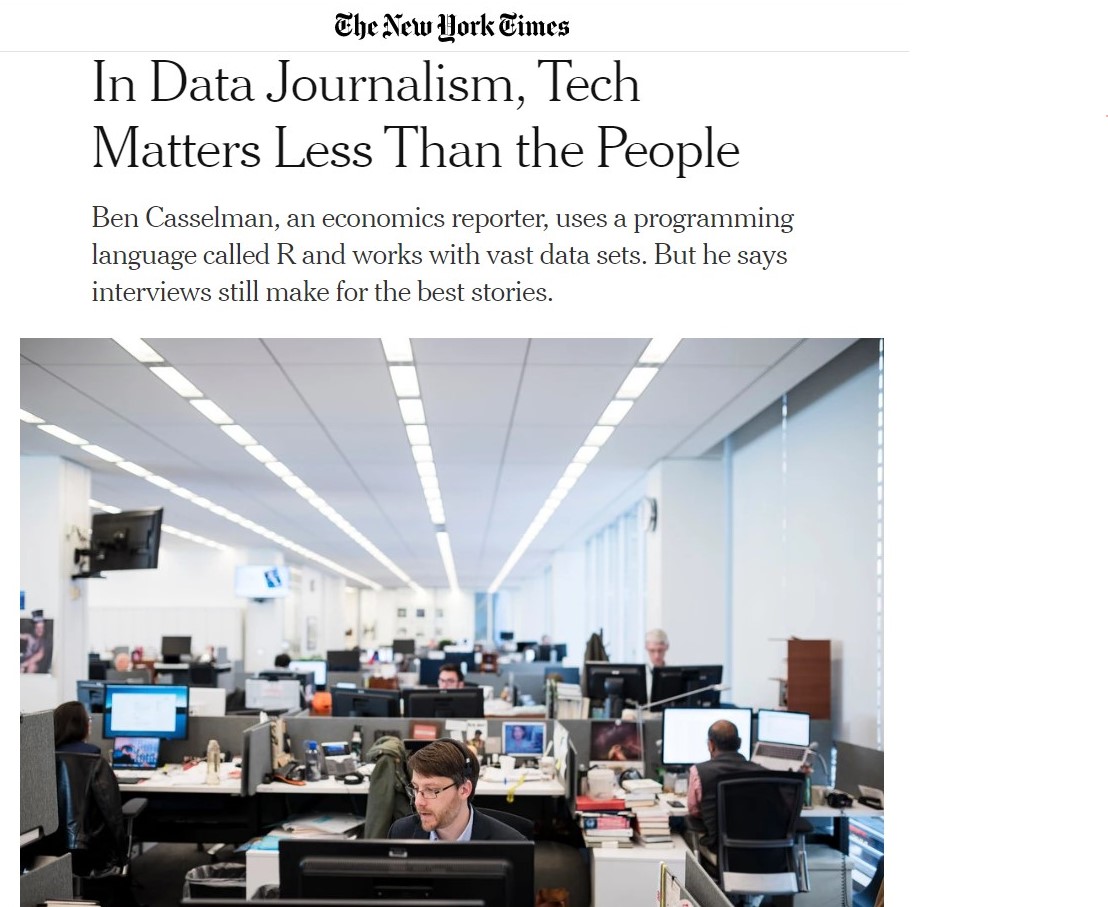 The New York Times
In Data Journalism, Tech
Matters Less Than the People
Ben Casselman, an economics reporter, uses a programming
language called R and works with vast data sets. But he says
interviews still make for the best stories.